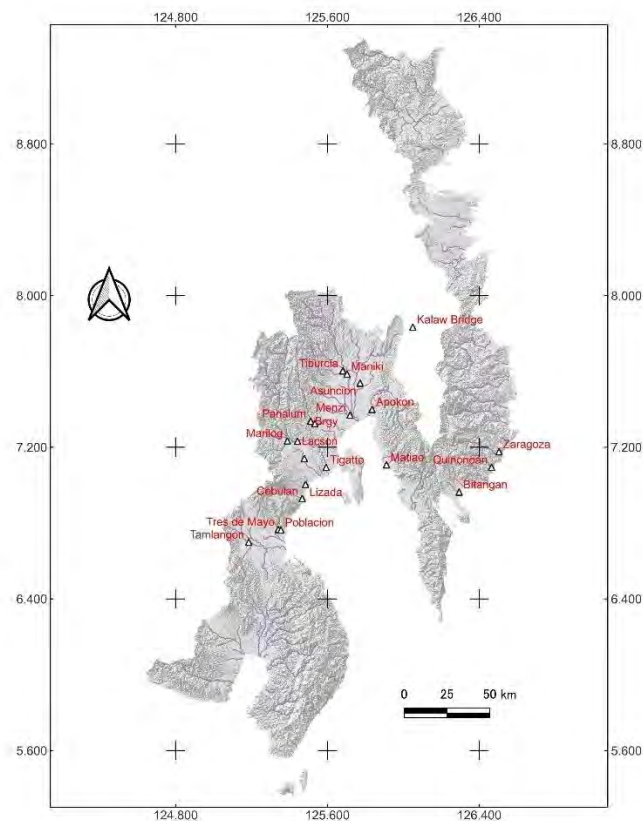 124.800 125.600 126.400
8.800 8.800
8.000 8.000
Kalaw Bridge
Tiburcia Maniki
Asuncion
Menzi Apokon
Panalum Brgy
Marilog Lacson
7.200 7.200
Zaragoza
Tigatto Matiao Quinonoan
Cebulan Lizada Bitangan
Tres de Mayo Poblacion
Tamlangon
6.400 6.400
0 25 50 km
5.600 5.600
124.800 125.600 126.400